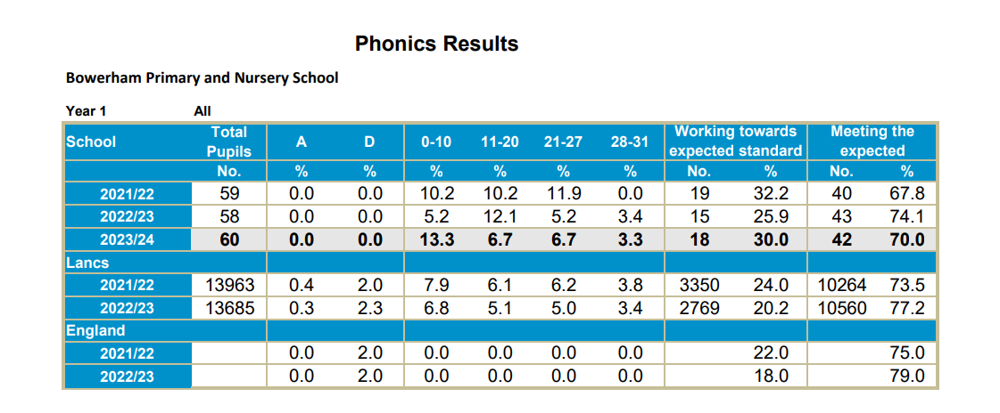 Phonics Results
Bowerham Primary and Nursery School
Year 1 All
School Total Pupils A D 0-10 11-20 21-27 28-31 Working towards expected standard Meeting the expected
No. % % % % % % No. % No. %
2021/22 59 0.0 0.0 10.2 10.2 11.9 0.0 19 32.2 40 67.8
2022/23 58 0.0 0.0 5.2 12.1 5.2 3.4 15 25.9 43 74.1
2023/24 60 0.0 0.0 13.3 6.7 6.7 3.3 18 30.0 42 70.0
Lancs
2021/22 13963 0.4 2.0 7.9 6.1 6.2 3.8 3350 24.0 10264 73.5
2022/23 13685 0.3 2.3 6.8 5.1 5.0 3.4 2769 20.2 10560 77.2
England
2021/22 0.0 2.0 0.0 0.0 0.0 0.0 22.0 75.0
2022/23 0.0 2.0 0.0 0.0 0.0 0.0 18.0 79.0